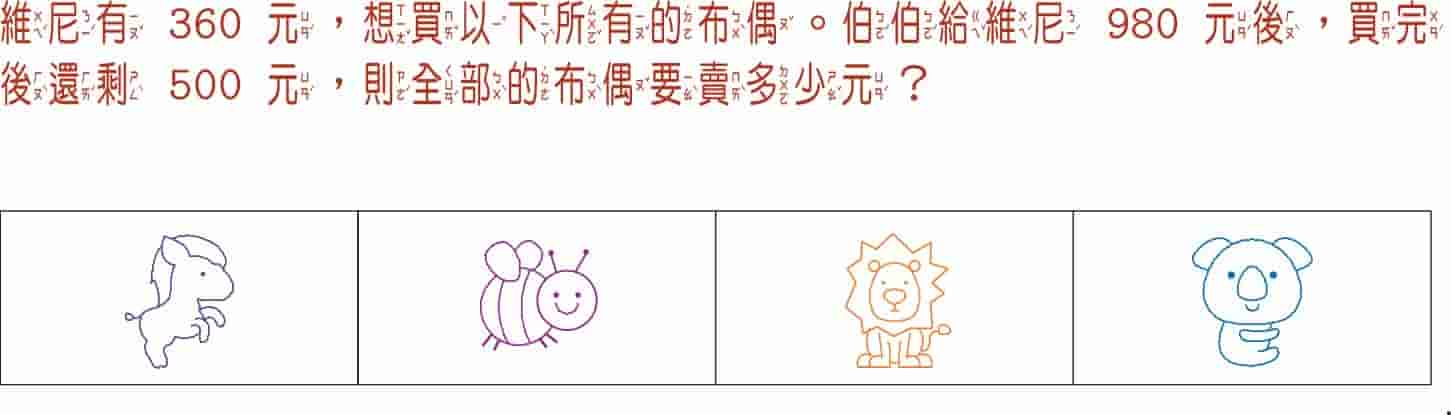 維尼有 360 元，想買以下所有的布偶。伯伯給維尼 980 元後，買完
後還剩 500 元，則全部的布偶要賣多少元？